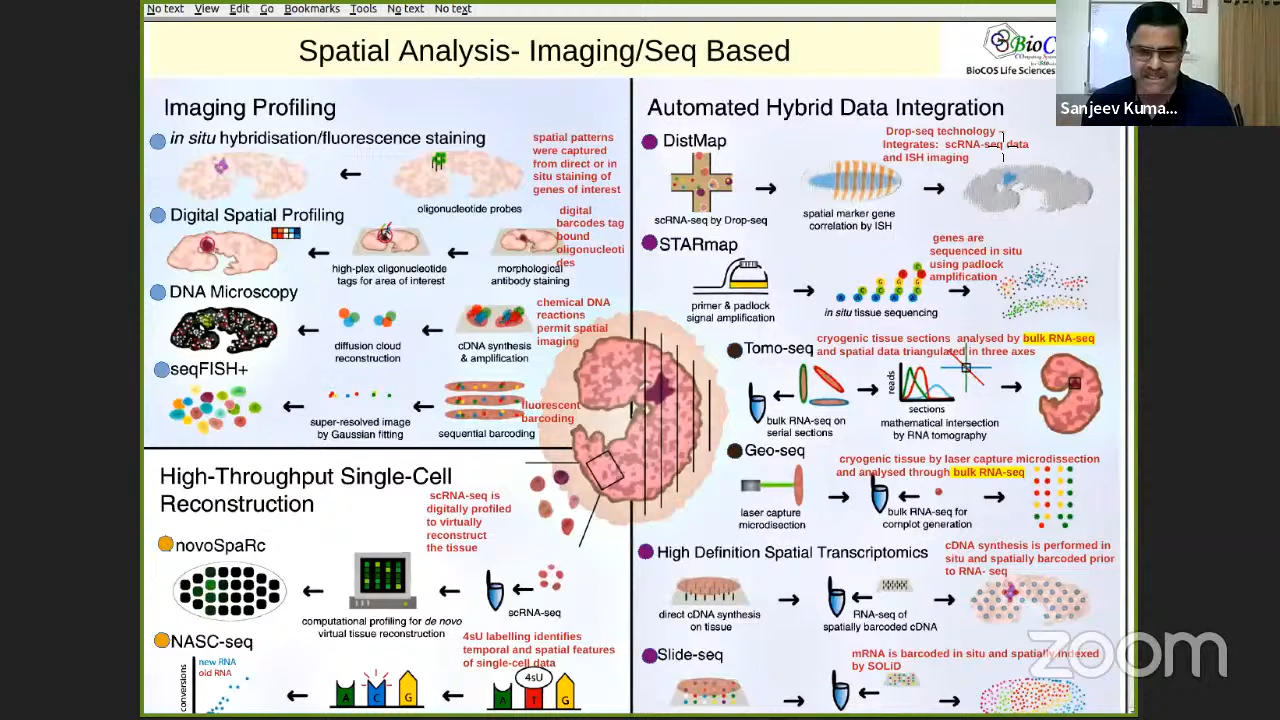 No text View Edit Go Bookmarks Tools No text No text
Spatial Analysis- Imaging/Seq Based
BioC
BioCOS Life Sciences
Sanjeev Kuma...
Imaging Profiling
in situ hybridisation/fluorescence staining
oligonucleotide probes
spatial patterns
were captured
from direct or in
situ staining of
genes of interest
Digital Spatial Profiling
high-plex oligonucleotide
tags for area of interest
morphological
antibody staining
digital
barcodes tag
bound
oligonucleoti
des
DNA Microscopy
diffusion cloud
reconstruction
cDNA synthesis
& amplification
chemical DNA
reactions
permit spatial
imaging
seqFISH+
super-resolved image
by Gaussian fitting
sequential barcoding
fluorescent
barcoding
High-Throughput Single-Cell
Reconstruction
scRNA-seq is
digitally profiled
to virtually
reconstruct
the tissue
novoSpaRc
computational profiling for de novo
virtual tissue reconstruction
scRNA-seq
NASC-seq
4sU labelling identifies
temporal and spatial features
of single-cell data
new RNA
old RNA
conversions
A C G
4sU
A T G
Automated Hybrid Data Integration
DistMap
Drop-seq technology
Integrates: scRNA-seq data
and ISH imaging
scRNA-seq by Drop-seq
spatial marker gene
correlation by ISH
STARmap
genes are
sequenced in situ
using padlock
amplification
primer & padlock
signal amplification
in situ tissue sequencing
Tomo-seq
cryogenic tissue sections analysed by bulk RNA-seq
and spatial data triangulated in three axes
bulk RNA-seq on
serial sections
reads
sections
mathematical intersection
by RNA tomography
Geo-seq
cryogenic tissue by laser capture microdissection
and analysed through bulk RNA-seq
laser capture
microdisection
bulk RNA-seq for
cornplot generation
High Definition Spatial Transcriptomics
cDNA synthesis is performed in
situ and spatially barcoded prior
to RNA- seq
direct cDNA synthesis
on tissue
RNA-seq of
spatially barcoded cDNA
Slide-seq
mRNA is barcoded in situ and spatially indexed
by SOLiD
zoom